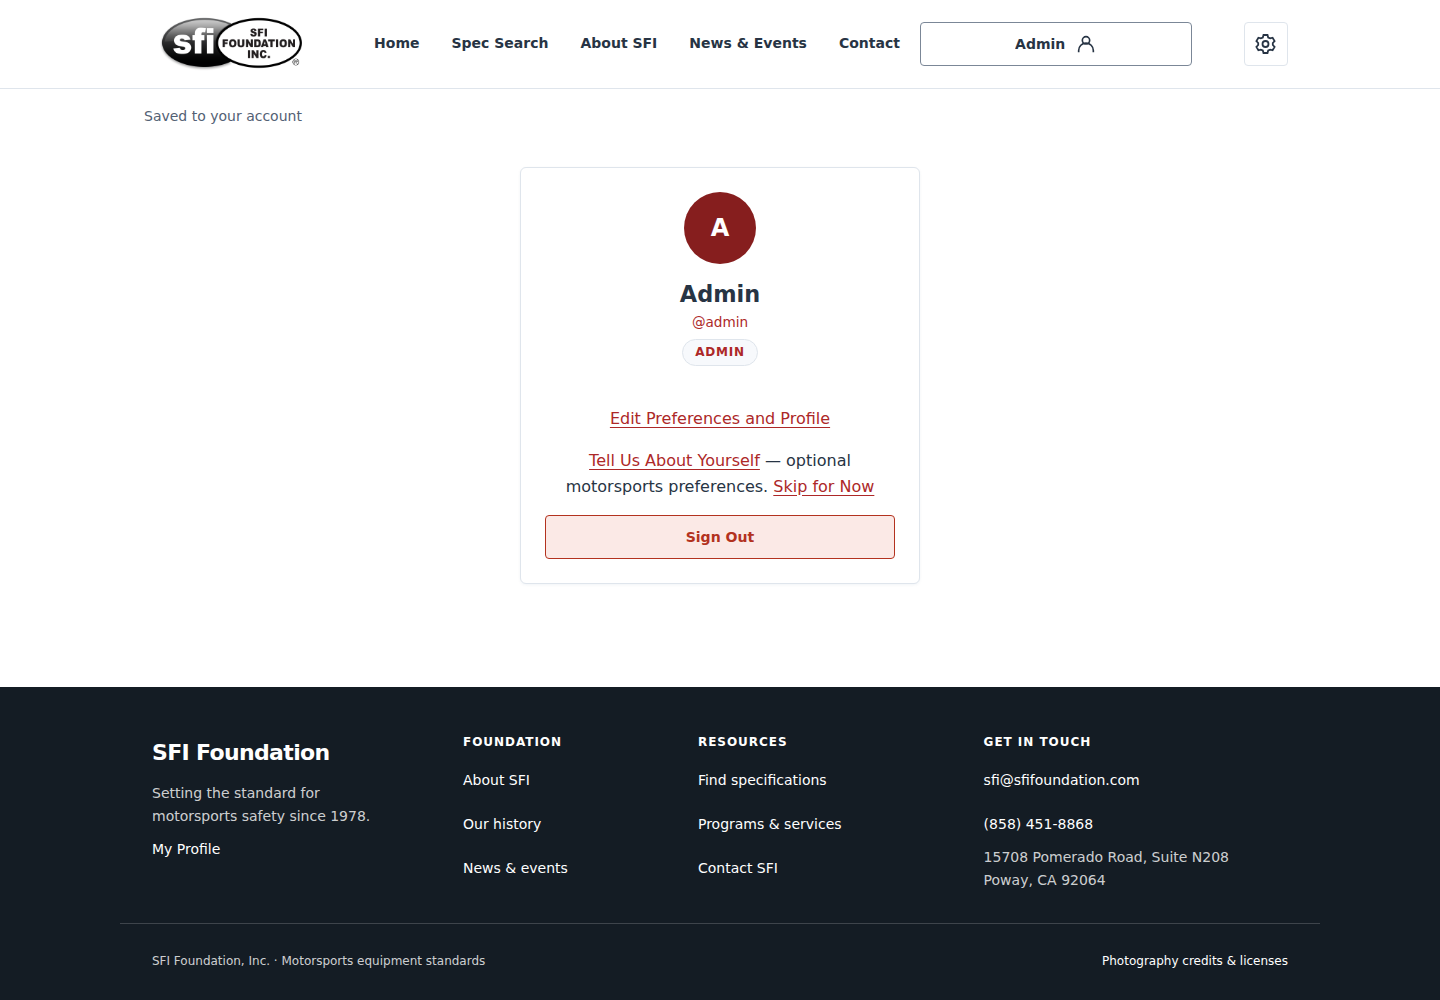 sfi
SFI
FOUNDATION
INC.
®
Home
Spec Search
About SFI
News & Events
Contact
Admin
Saved to your account
A
Admin
@admin
ADMIN
Edit Preferences and Profile
Tell Us About Yourself — optional
motorsports preferences. Skip for Now
Sign Out
SFI Foundation
Setting the standard for
motorsports safety since 1978.
My Profile
FOUNDATION
About SFI
Our history
News & events
RESOURCES
Find specifications
Programs & services
Contact SFI
GET IN TOUCH
sfi@sfifoundation.com
(858) 451-8868
15708 Pomerado Road, Suite N208
Poway, CA 92064
SFI Foundation, Inc. · Motorsports equipment standards
Photography credits & licenses